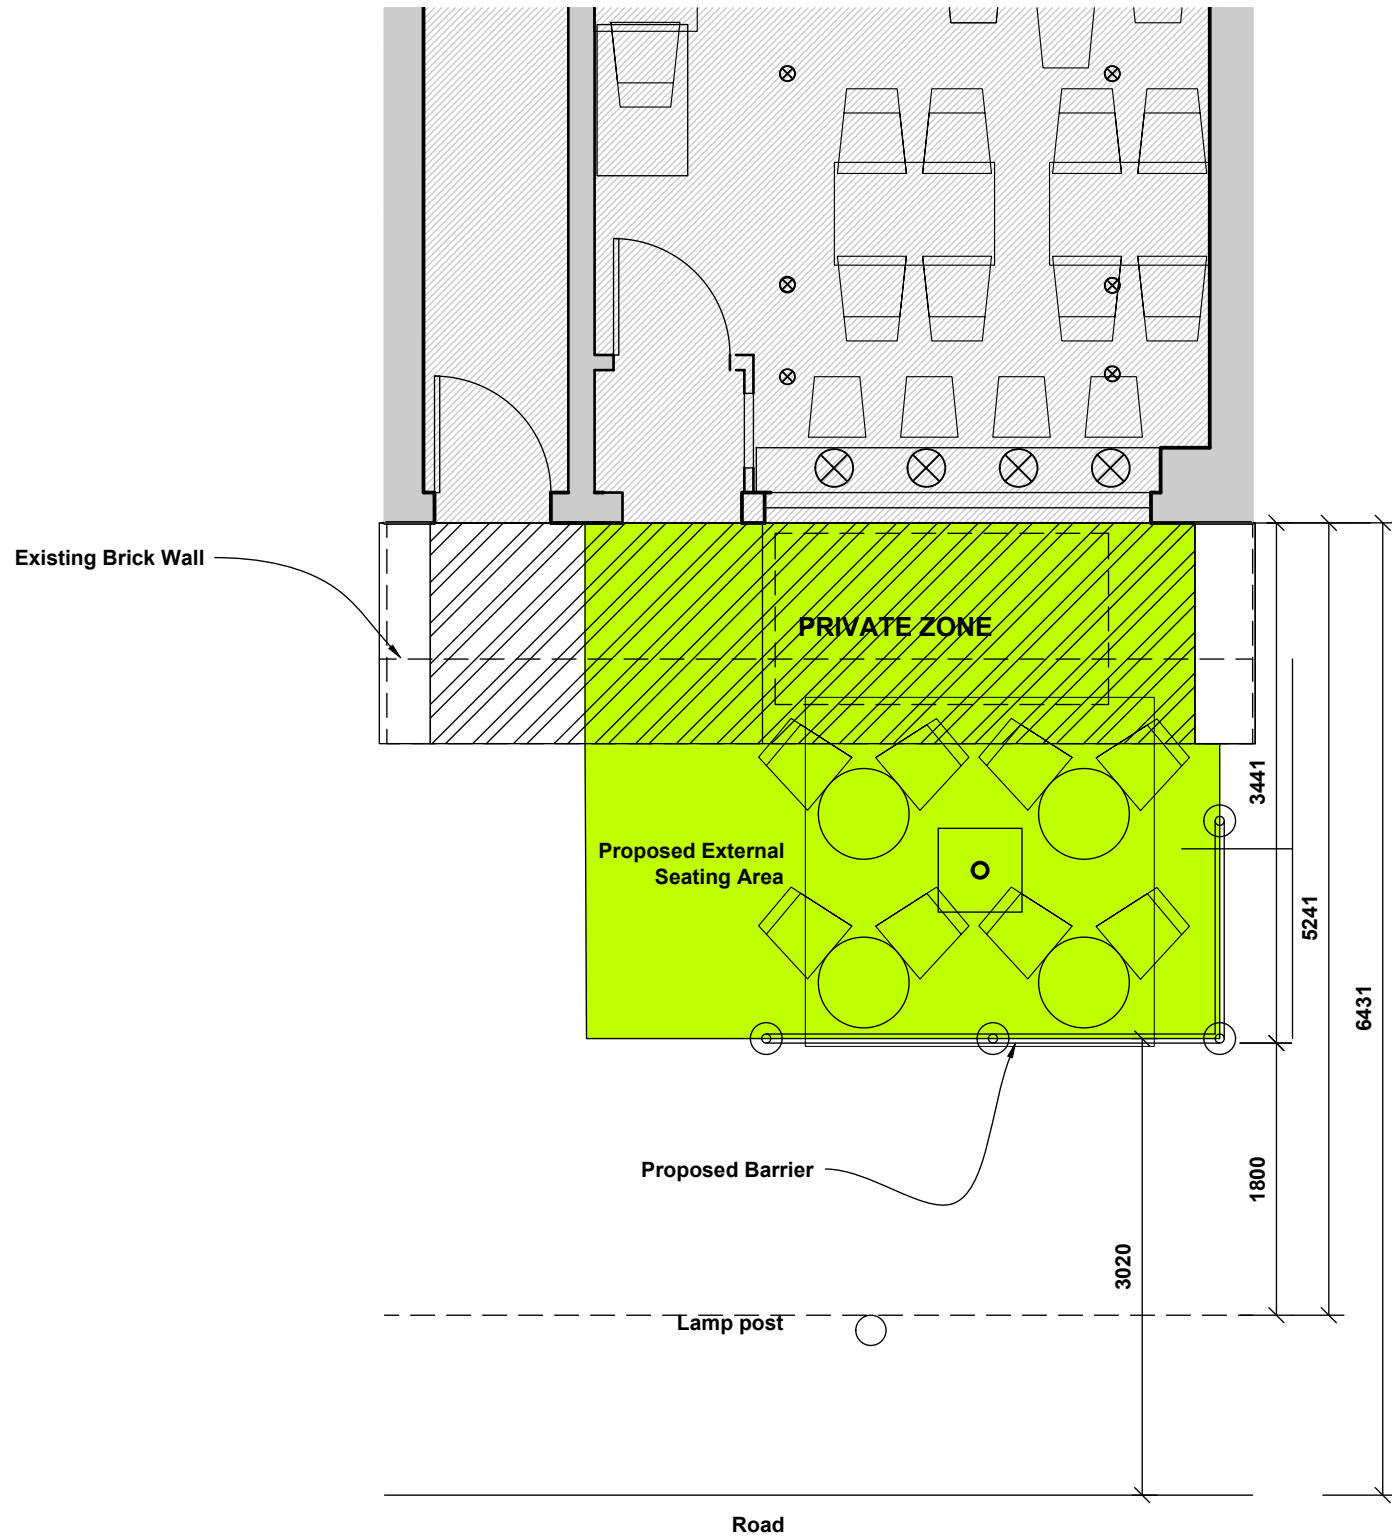 Existing Brick Wall
PRIVATE ZONE
3441
Proposed External
Seating Area
5241
6431
Proposed Barrier
1800
3020
Lamp post
Road